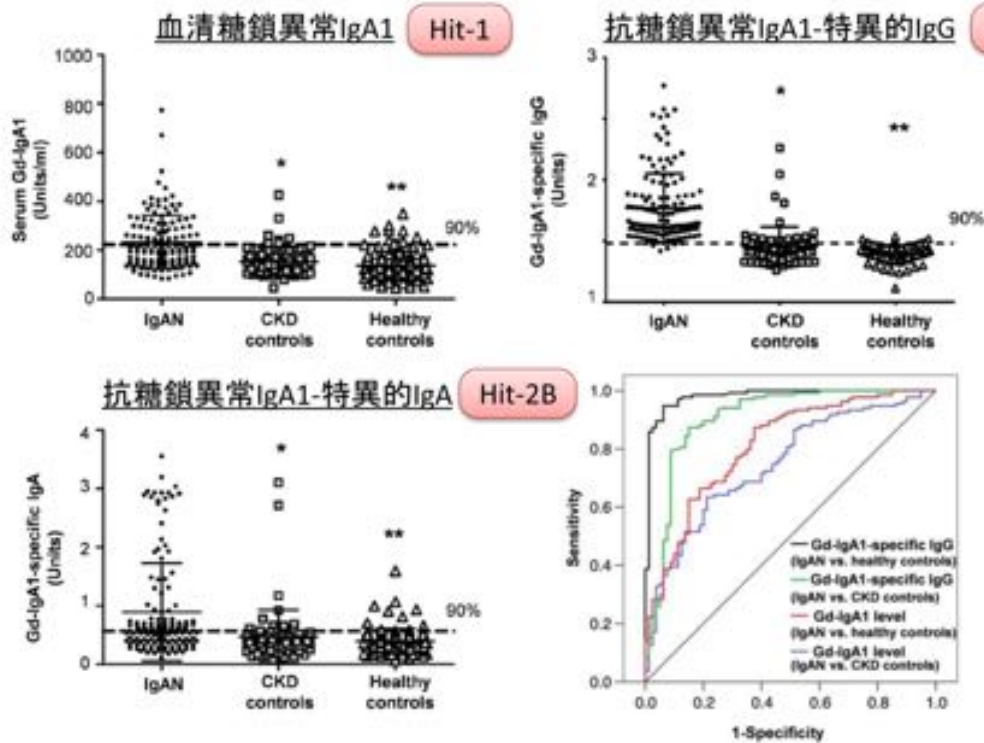 血清糖鎖異常IgA1 Hit-1
1000
800
600
400
200
0
Serum Gd-IgA1
(Units/ml)
*
**
90%
IgAN
CKD
controls
Healthy
controls
抗糖鎖異常IgA1-特異的IgG
3
2
1
Gd-IgA1-specific IgG
(Units)
*
**
90%
IgAN
CKD
controls
Healthy
controls
抗糖鎖異常IgA1-特異的IgA Hit-2B
4
3
2
1
0
Gd-IgA1-specific IgA
(Units)
*
**
90%
IgAN
CKD
controls
Healthy
controls
1.0
0.8
0.6
0.4
0.2
0.0
Sensitivity
Gd-IgA1-specific IgG
(IgAN vs. healthy controls)
Gd-IgA1-specific IgG
(IgAN vs. CKD controls)
Gd-IgA1 level
(IgAN vs. healthy controls)
Gd-IgA1 level
(IgAN vs. CKD controls)
0.0 0.2 0.4 0.6 0.8 1.0
1-Specificity